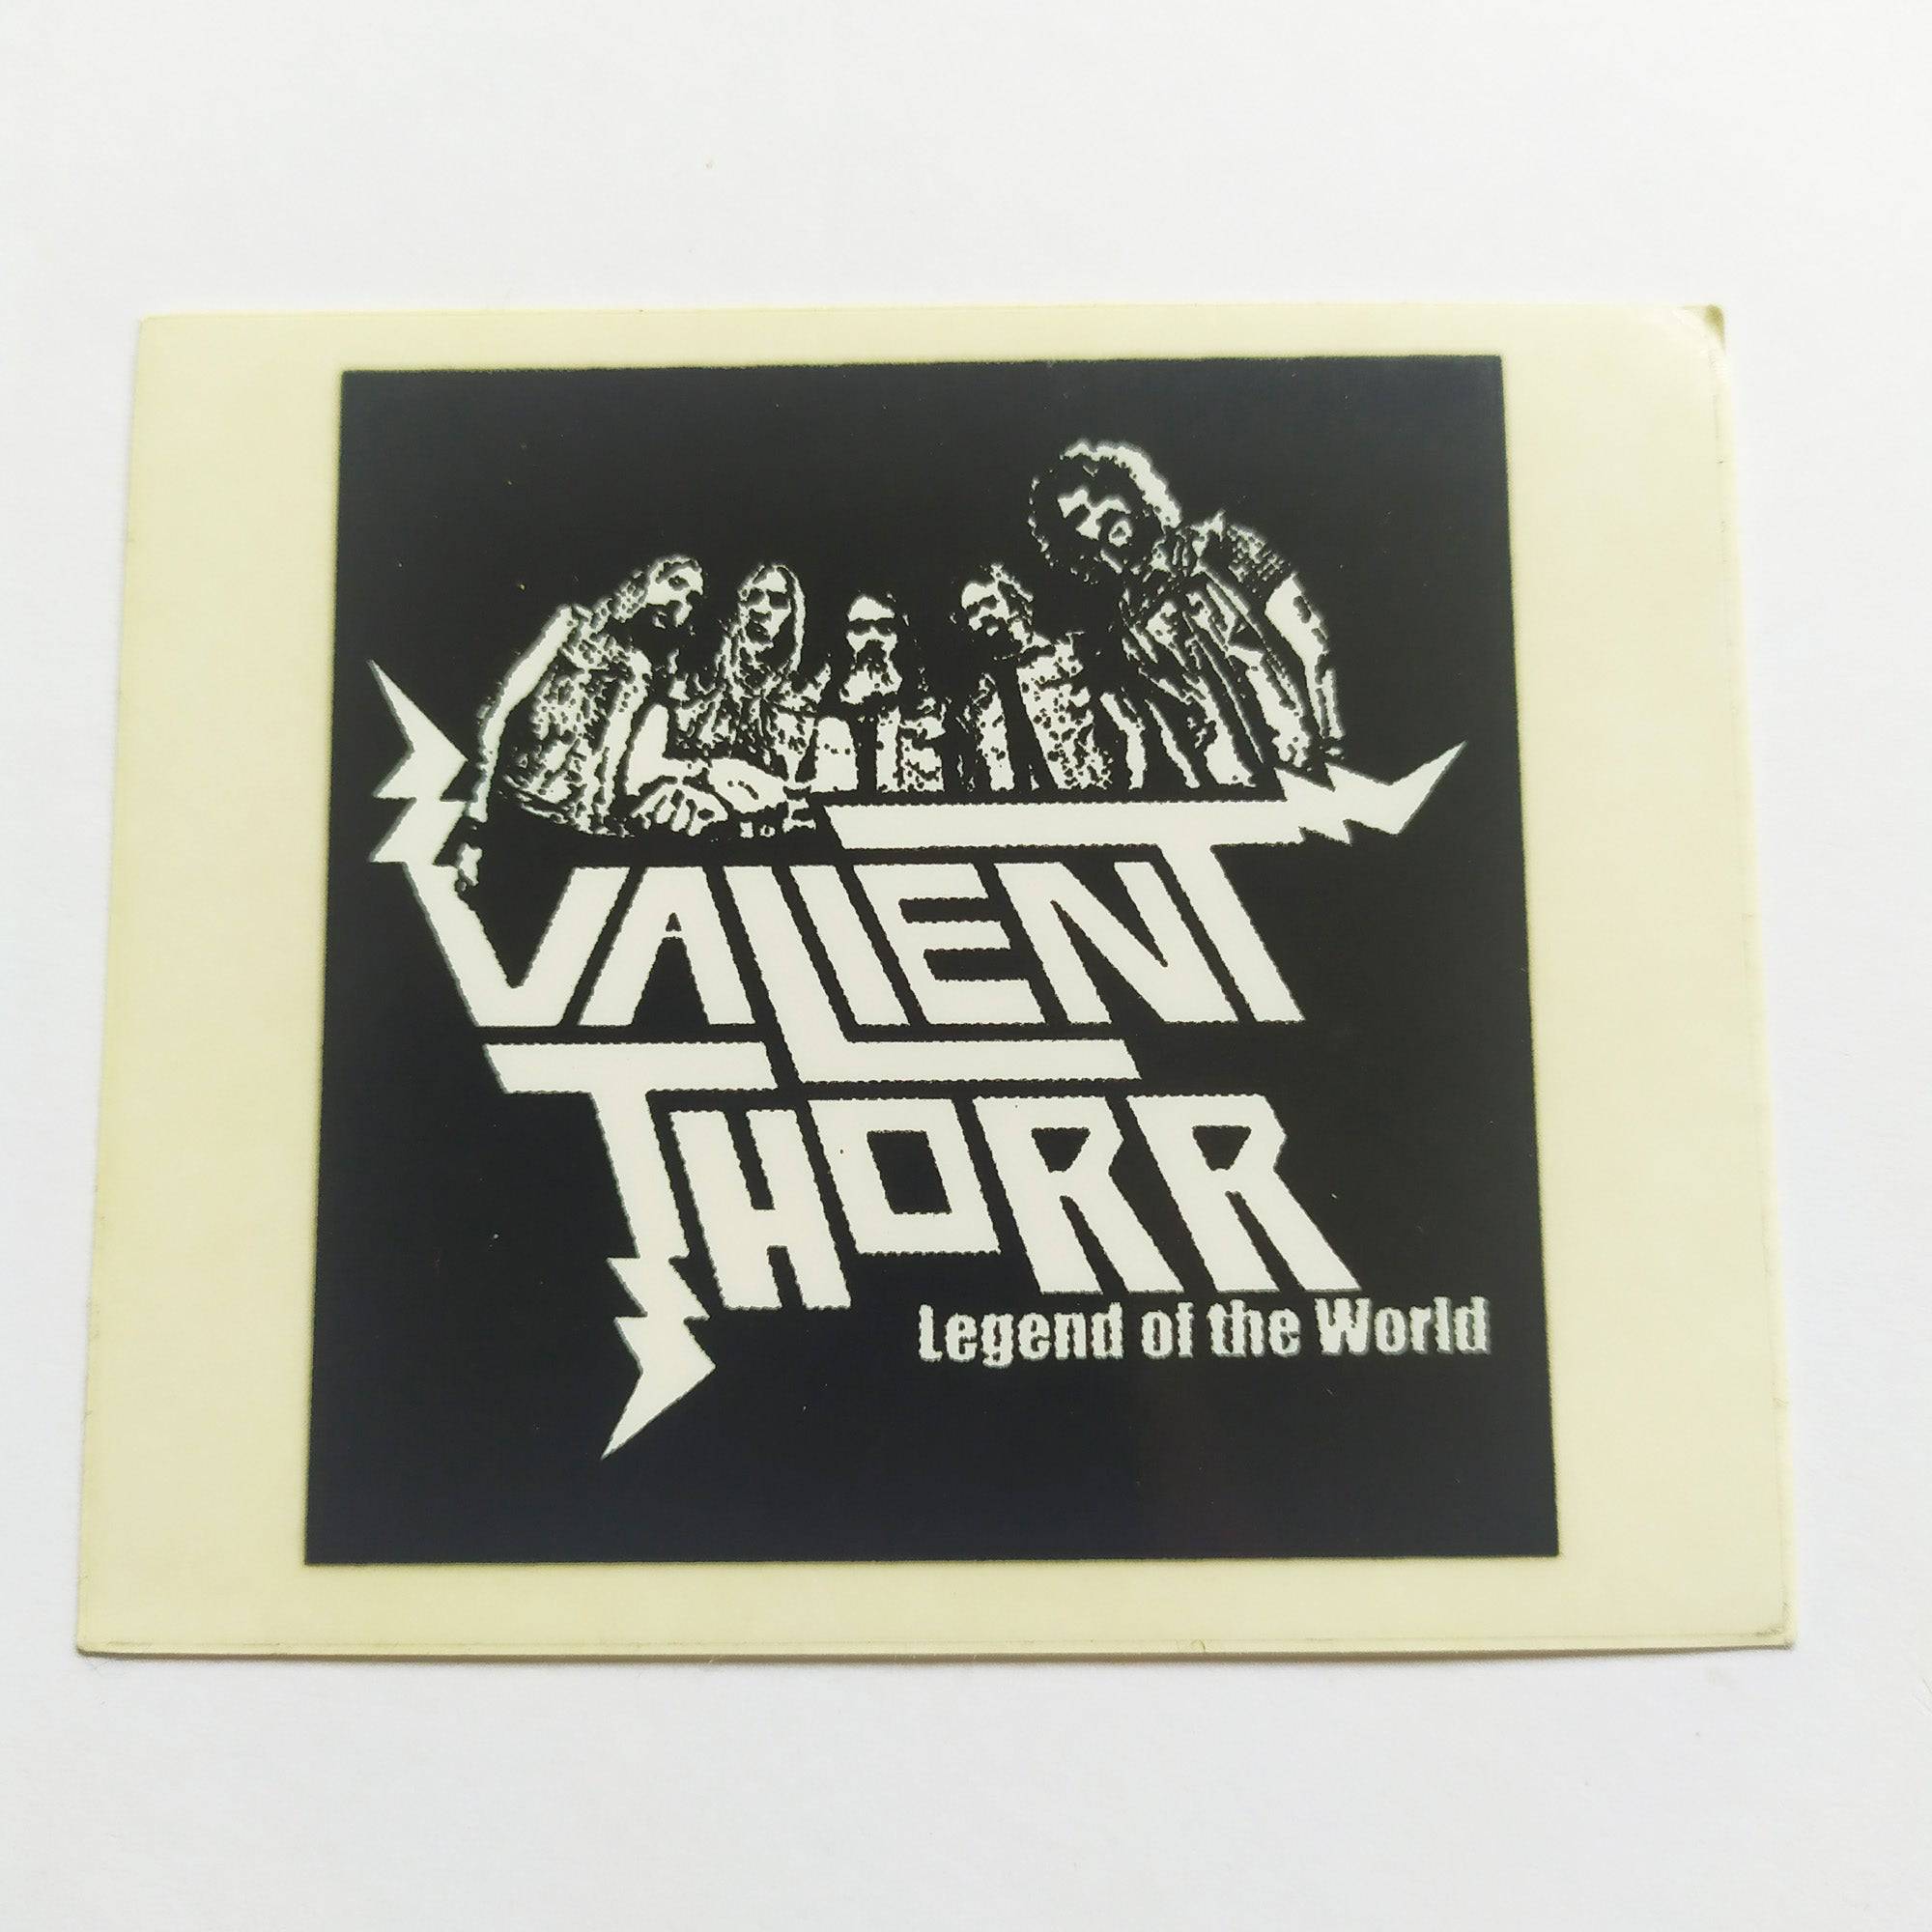 VALIENT
THORR
Legend of the World